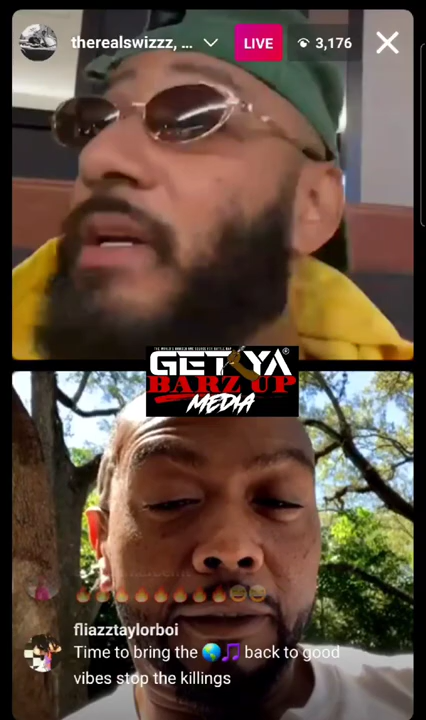 therealswizzz, ...
LIVE
3,176
GET YA
BARZ UP
MEDIA
fliazztaylorboi
Time to bring the 🌎🎵 back to good
vibes stop the killings